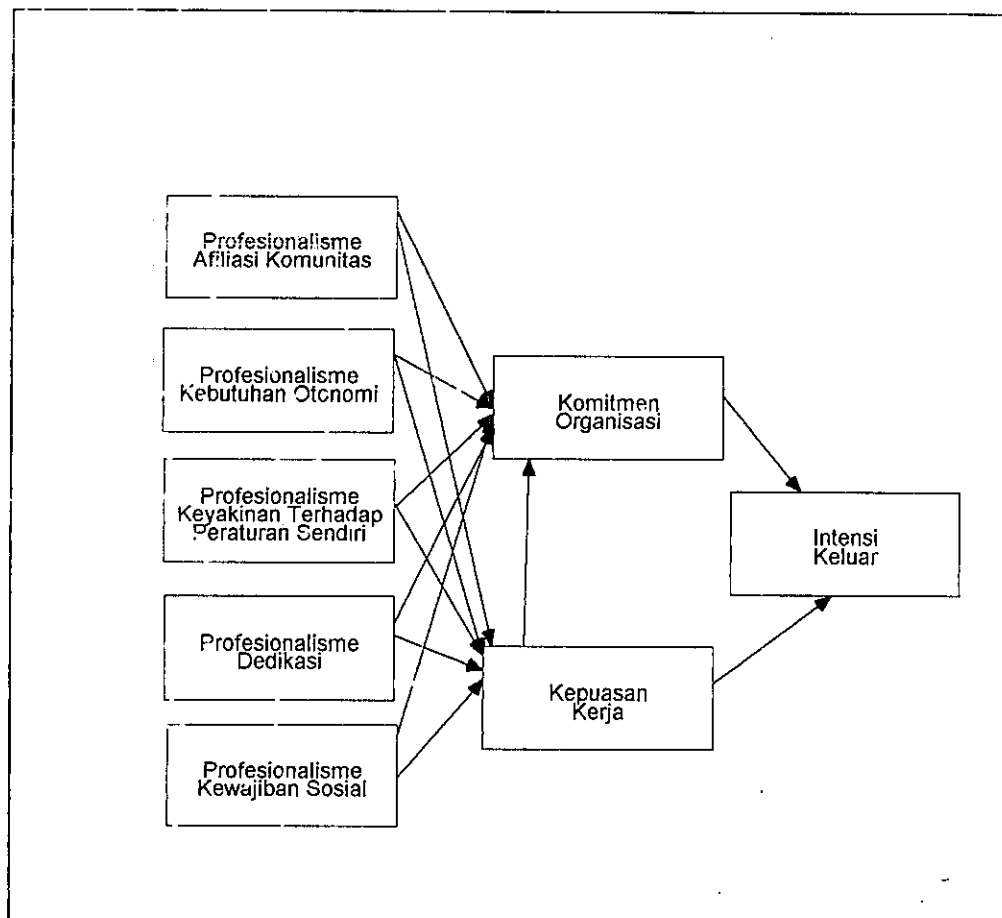 Profesionalisme
Afiliasi Komunitas
Profesionalisme
Kebutuhan Otonomi
Profesionalisme
Keyakinan Terhadap
Peraturan Sendiri
Profesionalisme
Dedikasi
Profesionalisme
Kewajiban Sosial
Komitmen
Organisasi
Kepuasan
Kerja
Intensi
Keluar